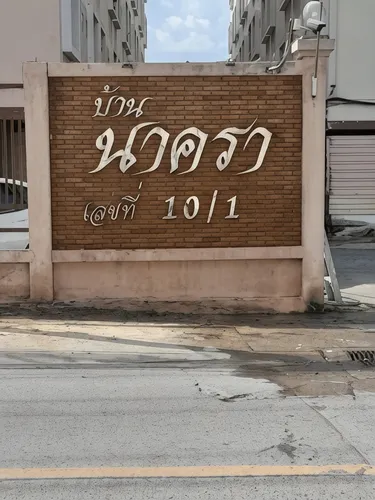 บ้าน
นาครา
เลขที่ 10/1